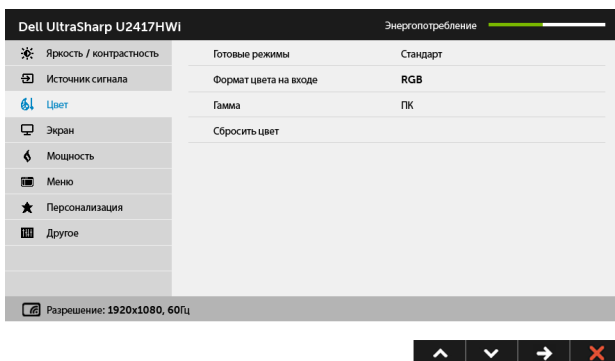 Dell UltraSharp U2417HWi
Энергопотребление
Яркость / контрастность
Готовые режимы
Стандарт
Источник сигнала
Формат цвета на входе
RGB
Цвет
Гамма
ПК
Экран
Сбросить цвет
Мощность
Меню
Персонализация
Другое
Разрешение: 1920x1080, 60Гц